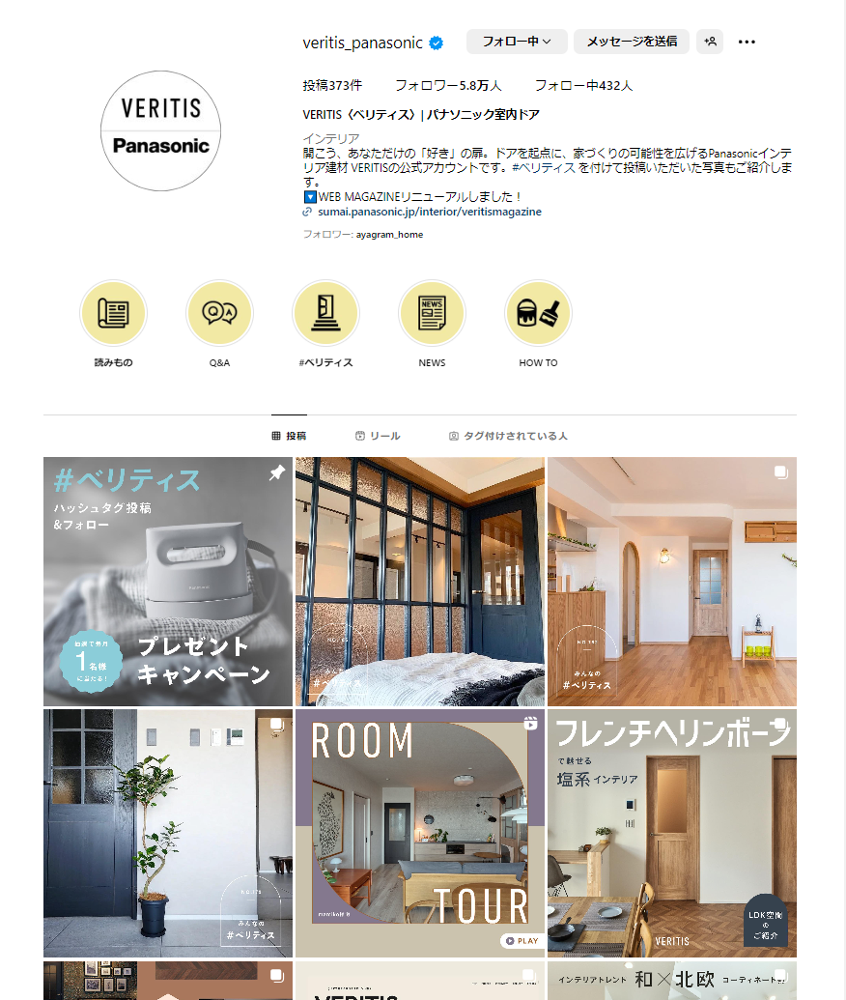 veritis_panasonic
フォロー中
メッセージを送信
投稿373件
フォロワー5.8万人
フォロー中432人
VERITIS〈ベリティス〉| パナソニック室内ドア
インテリア
開こう、あなただけの「好き」の扉。ドアを起点に、家づくりの可能性を広げるPanasonicインテ
リア建材 VERITISの公式アカウントです。#ベリティス を付けて投稿いただいた写真もご紹介しま
す。
WEB MAGAZINEリニューアルしました！
sumai.panasonic.jp/interior/veritismagazine
フォロワー: ayagram_home
VERITIS
Panasonic
Q A
NEWS
読みもの
Q&A
#ベリティス
NEWS
HOW TO
投稿
リール
タグ付けされている人
#ベリティス
ハッシュタグ投稿
&フォロー
Panasonic
抽選で毎月
1名様
に当たる!
プレゼント
キャンペーン
みんなの
#ベリティス
みんなの
#ベリティス
みんなの
#ベリティス
ROOM
TOUR
PLAY
フレンチヘリンボーン
で魅せる
塩系インテリア
VERITIS
LDK空間
の
ご紹介
VERITIS
インテリアトレンド 和×北欧 コーディネート